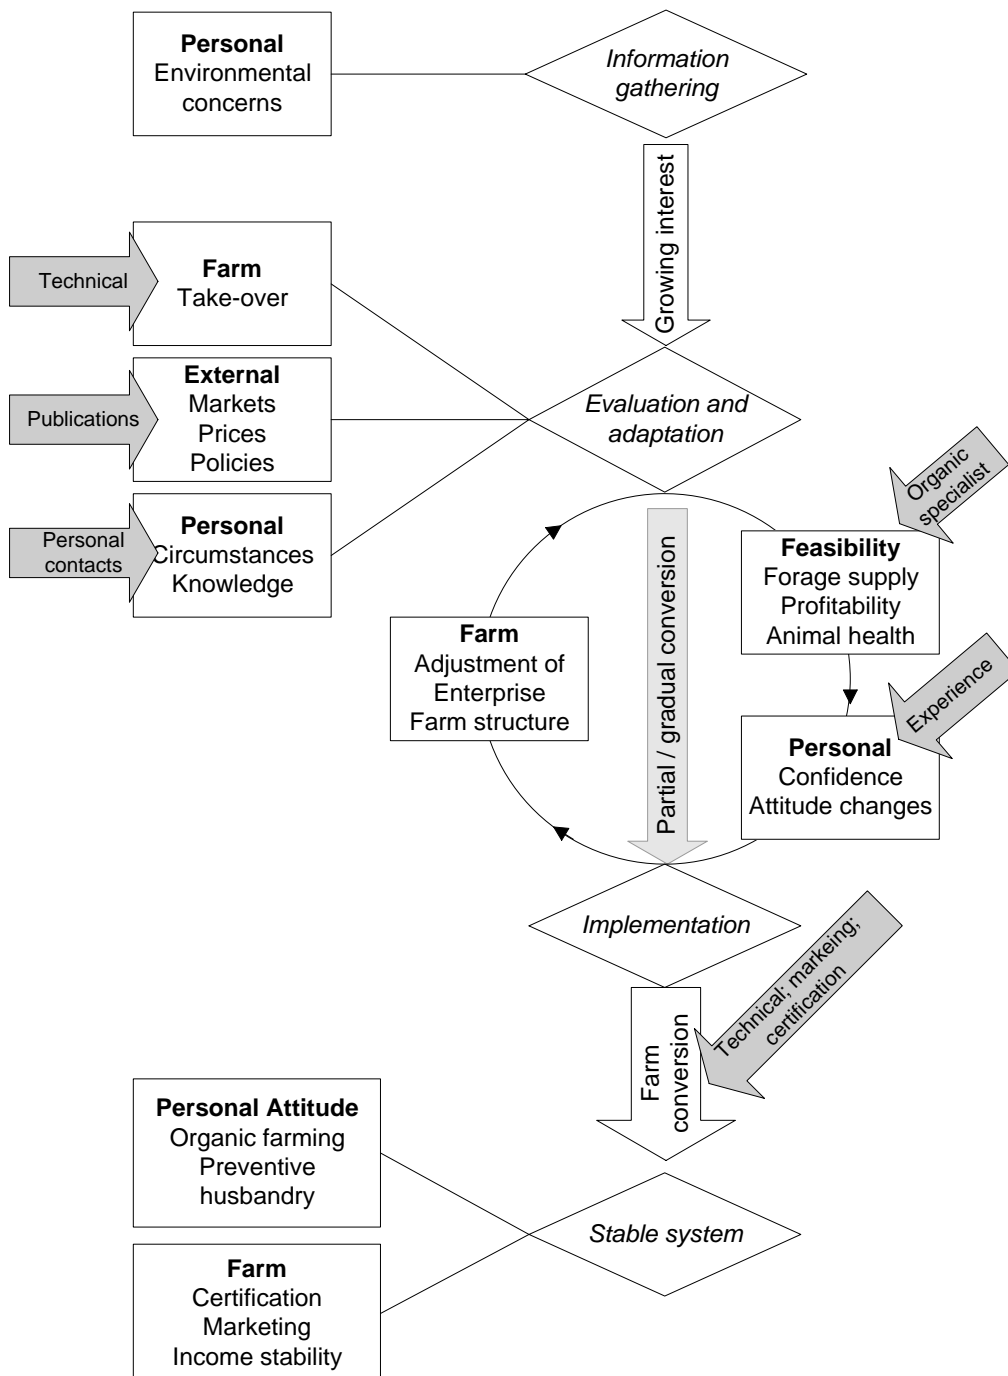 Personal
Environmental
concerns
Information
gathering
Growing interest
Technical
Farm
Take-over
Publications
External
Markets
Prices
Policies
Personal
contacts
Personal
Circumstances
Knowledge
Evaluation and
adaptation
Organic
specialist
Feasibility
Forage supply
Profitability
Animal health
Partial / gradual conversion
Farm
Adjustment of
Enterprise
Farm structure
Experience
Personal
Confidence
Attitude changes
Implementation
Technical; markeing;
certification
Farm
conversion
Personal Attitude
Organic farming
Preventive
husbandry
Stable system
Farm
Certification
Marketing
Income stability